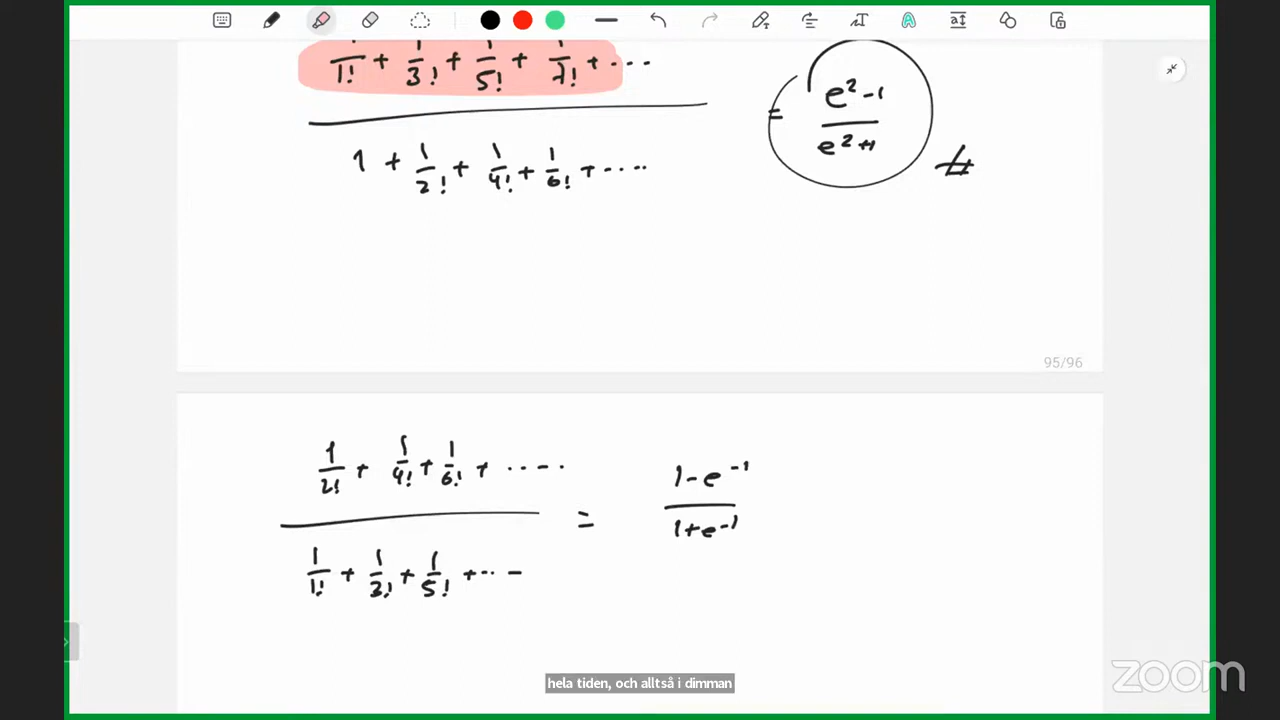 1/1! + 1/3! + 1/5! + 1/7! + ...
1 + 1/2! + 1/4! + 1/6! + ....
= e²-1 / e²+1
95/96
1/2! + 1/4! + 1/6! + .....
1/1! + 1/3! + 1/5! + ...
= 1-e⁻¹ / 1+e⁻¹
hela tiden, och alltså i dimman
zoom